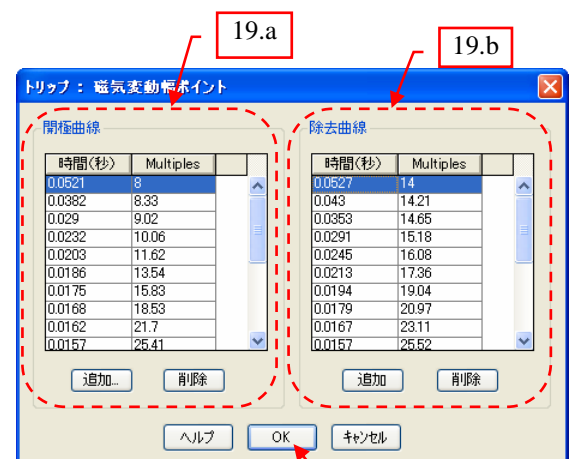 19.a
19.b
トリップ : 磁気変動幅ポイント
開極曲線
除去曲線
時間(秒) Multiples
0.0521 8
0.0382 8.33
0.029 9.02
0.0232 10.06
0.0203 11.62
0.0186 13.54
0.0175 15.83
0.0168 18.53
0.0162 21.7
0.0157 25.41
時間(秒) Multiples
0.0527 14
0.043 14.21
0.0353 14.65
0.0291 15.18
0.0245 16.08
0.0213 17.36
0.0194 19.04
0.0179 20.97
0.0167 23.11
0.0157 25.52
追加... 削除
追加 削除
ヘルプ OK キャンセル